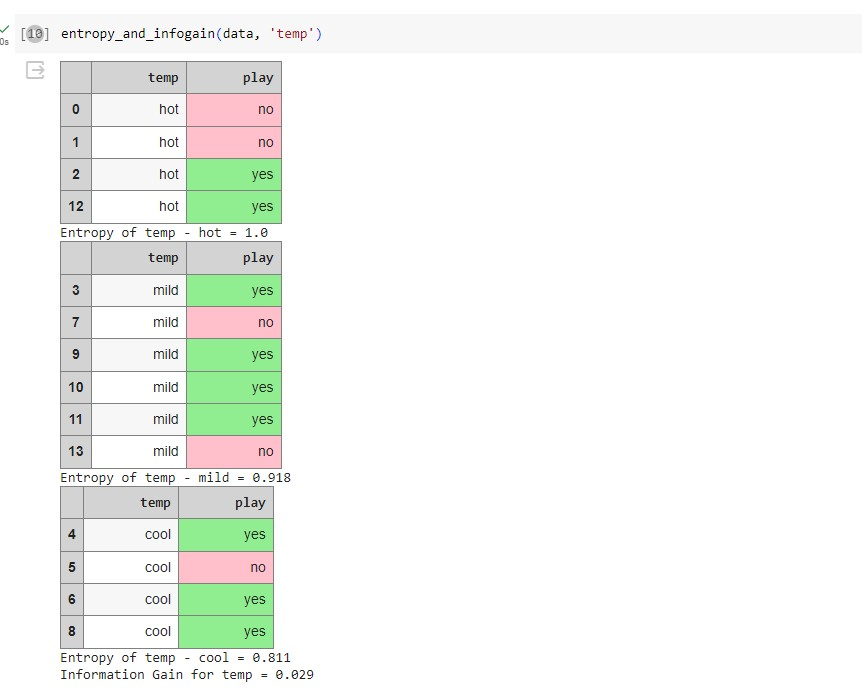 [10] entropy_and_infogain(data, 'temp')
0s
temp play
0 hot no
1 hot no
2 hot yes
12 hot yes
Entropy of temp - hot = 1.0
temp play
3 mild yes
7 mild no
9 mild yes
10 mild yes
11 mild yes
13 mild no
Entropy of temp - mild = 0.918
temp play
4 cool yes
5 cool no
6 cool yes
8 cool yes
Entropy of temp - cool = 0.811
Information Gain for temp = 0.029